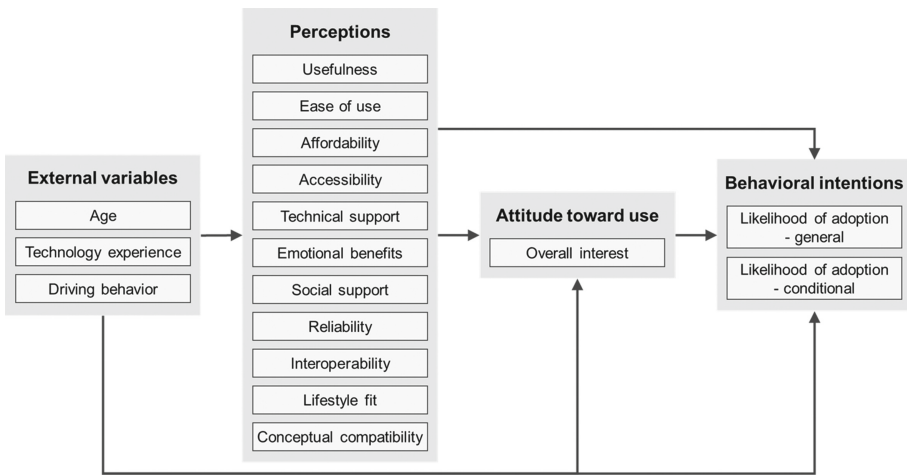 External variables
Age
Technology experience
Driving behavior
Perceptions
Usefulness
Ease of use
Affordability
Accessibility
Technical support
Emotional benefits
Social support
Reliability
Interoperability
Lifestyle fit
Conceptual compatibility
Attitude toward use
Overall interest
Behavioral intentions
Likelihood of adoption
- general
Likelihood of adoption
- conditional